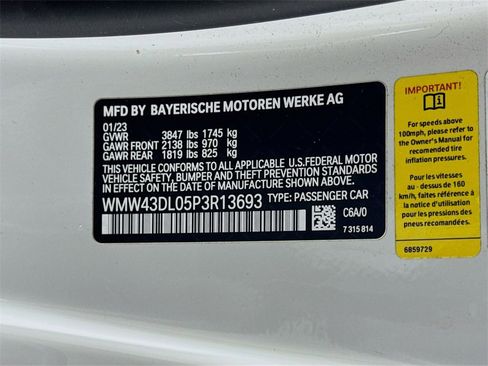 MFD BY BAYERISCHE MOTOREN WERKE AG
01/23
GVWR 3847 lbs 1745 kg
GAWR FRONT 2138 lbs 970 kg
GAWR REAR 1819 lbs 825 kg
THIS VEHICLE CONFORMS TO ALL APPLICABLE U.S.FEDERAL MOTOR
VEHICLE SAFETY, BUMPER AND THEFT PREVENTION STANDARDS
IN EFFECT ON THE DATE OF MANUFACTURE SHOWN ABOVE.
WMW43DL05P3R13693 TYPE: PASSENGER CAR
C6A/0
7 315 814
IMPORTANT!
For speeds above
100mph, please refer to
the Owner's Manual for
recommended tire
inflation pressures.
Pour les vitesses
au - dessus de 160
km/h, faites référence à
la notice d'utilisation
pour les pressions des
pneus recommandées.
6859729